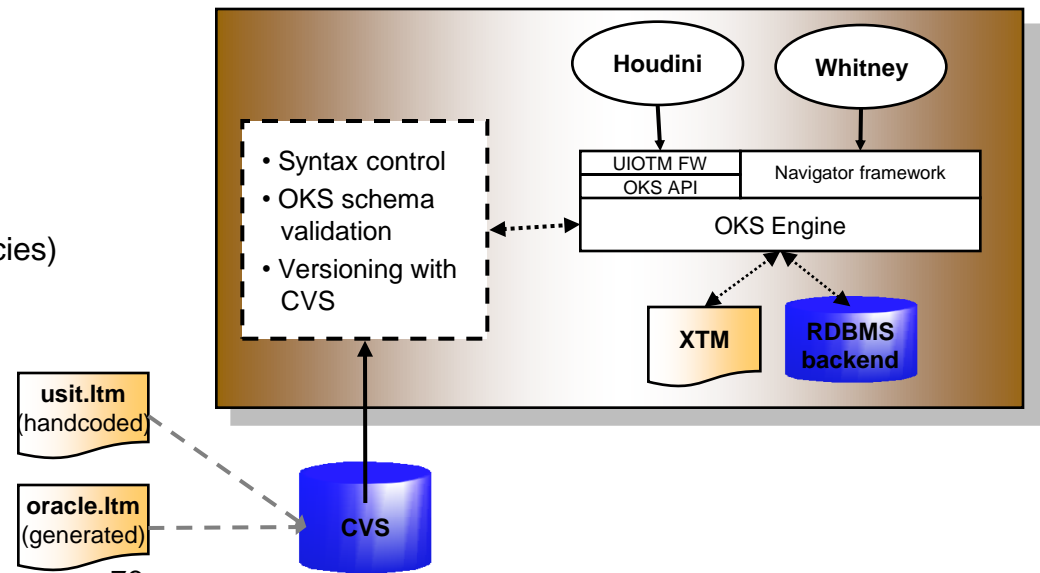 Houdini
Whitney
• Syntax control
• OKS schema
validation
• Versioning with
CVS
UIOTM FW
OKS API
Navigator framework
OKS Engine
cies)
XTM
RDBMS
backend
usit.ltm
(handcoded)
oracle.ltm
(generated)
CVS